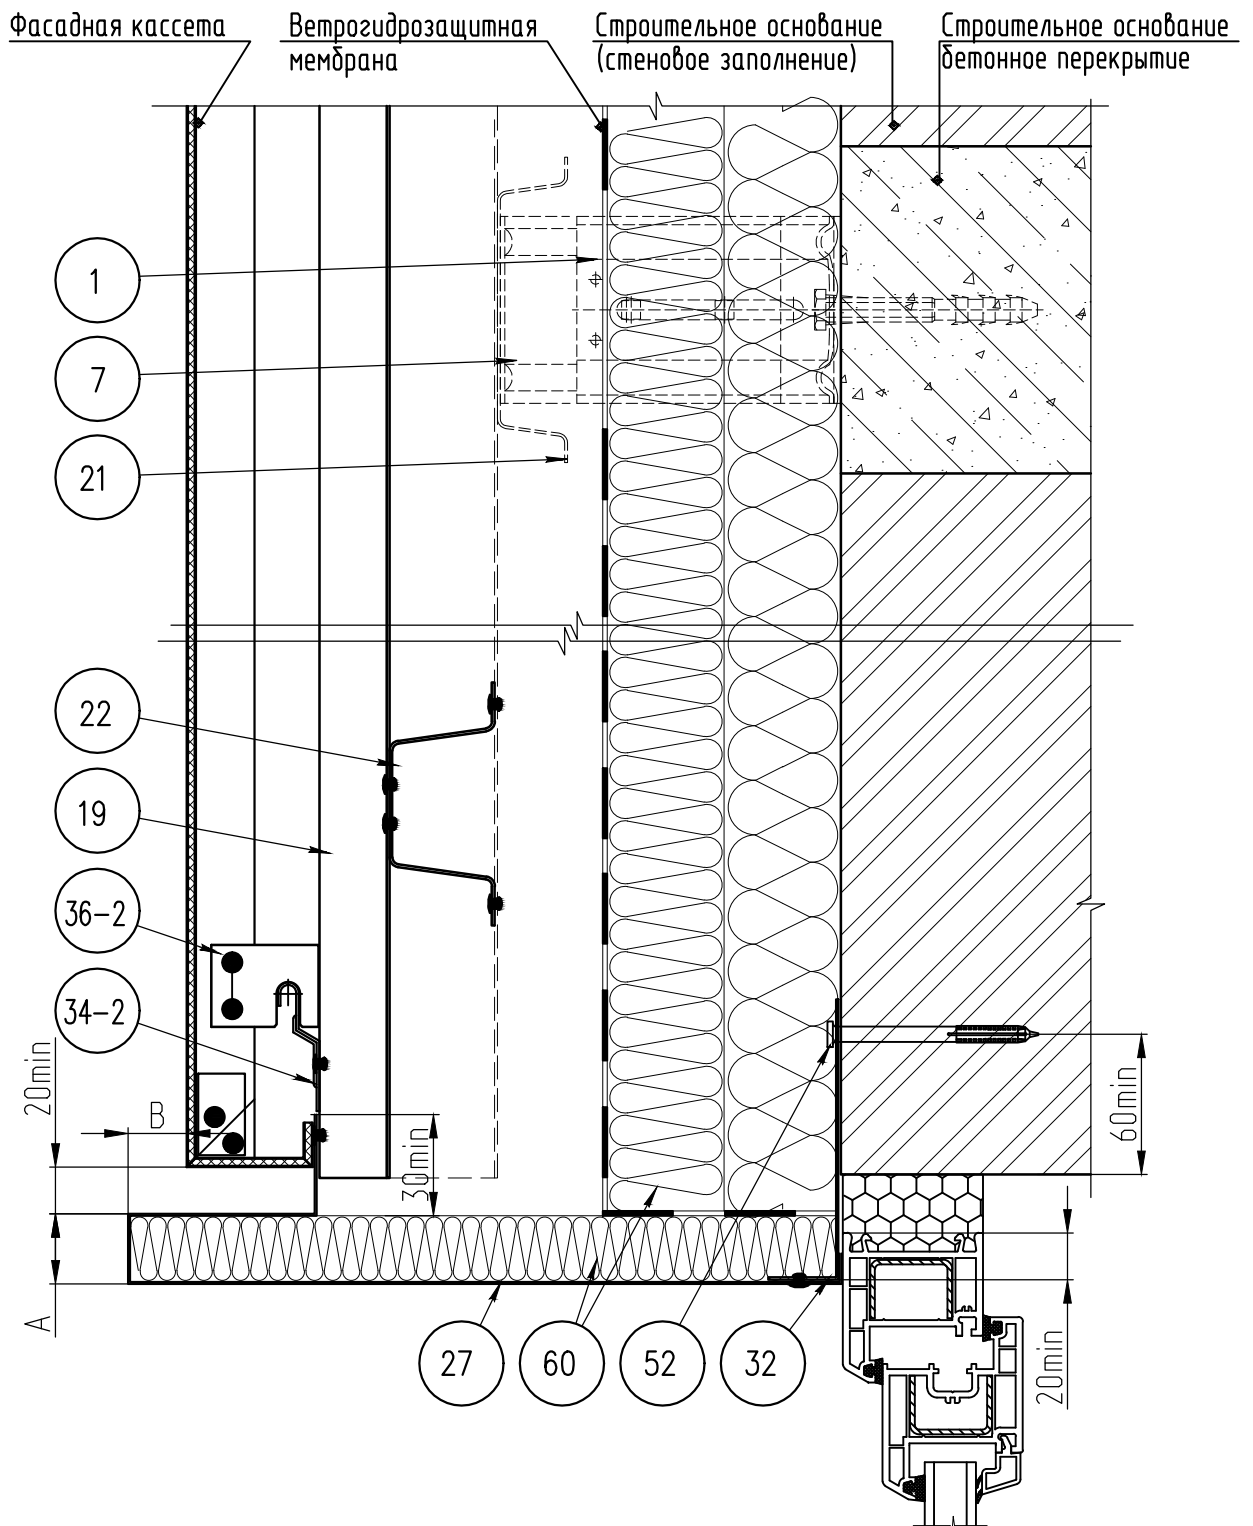 Фасадная кассета
Ветрогидрозащитная
мембрана
Строительное основание
(стеновое заполнение)
Строительное основание
бетонное перекрытие
1
7
21
22
19
36-2
34-2
20min
B
30min
60min
A
27
60
52
32
20min